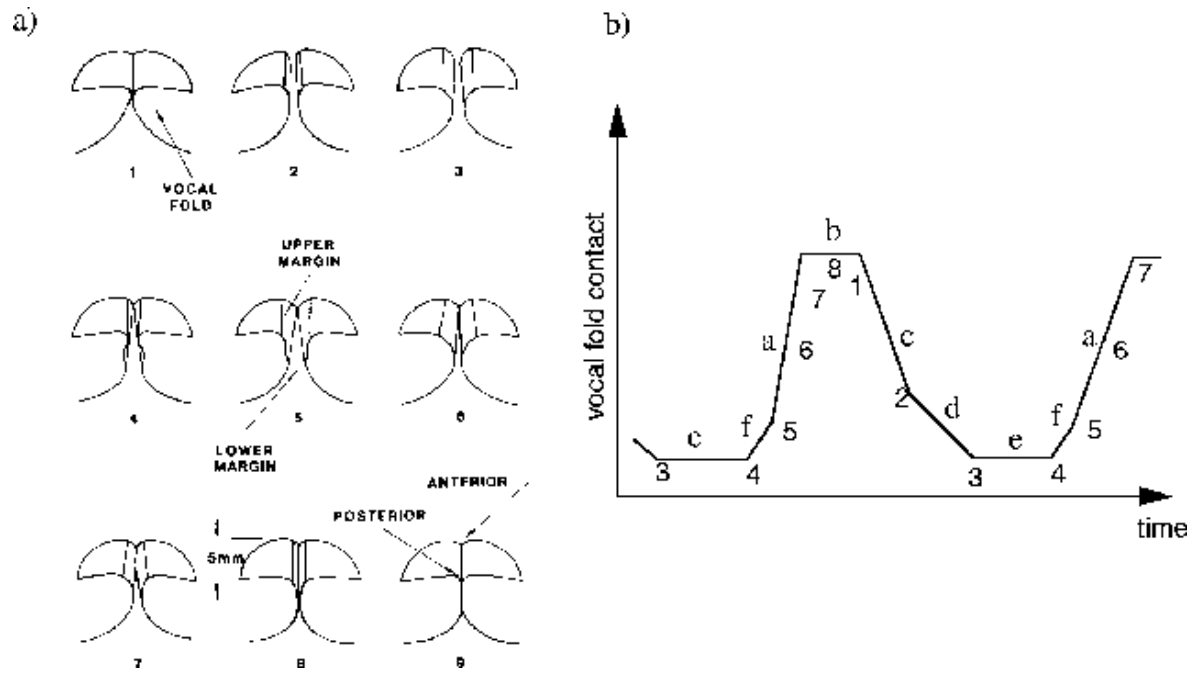 a)
1
2
3
VOCAL
FOLD
UPPER
MARGIN
4
5
6
LOWER
MARGIN
ANTERIOR
POSTERIOR
5mm
7
8
9
b)
vocal fold contact
b
8
1
7
7
a
6
c
a
6
2
d
f
5
f
5
c
e
3
4
3
4
time